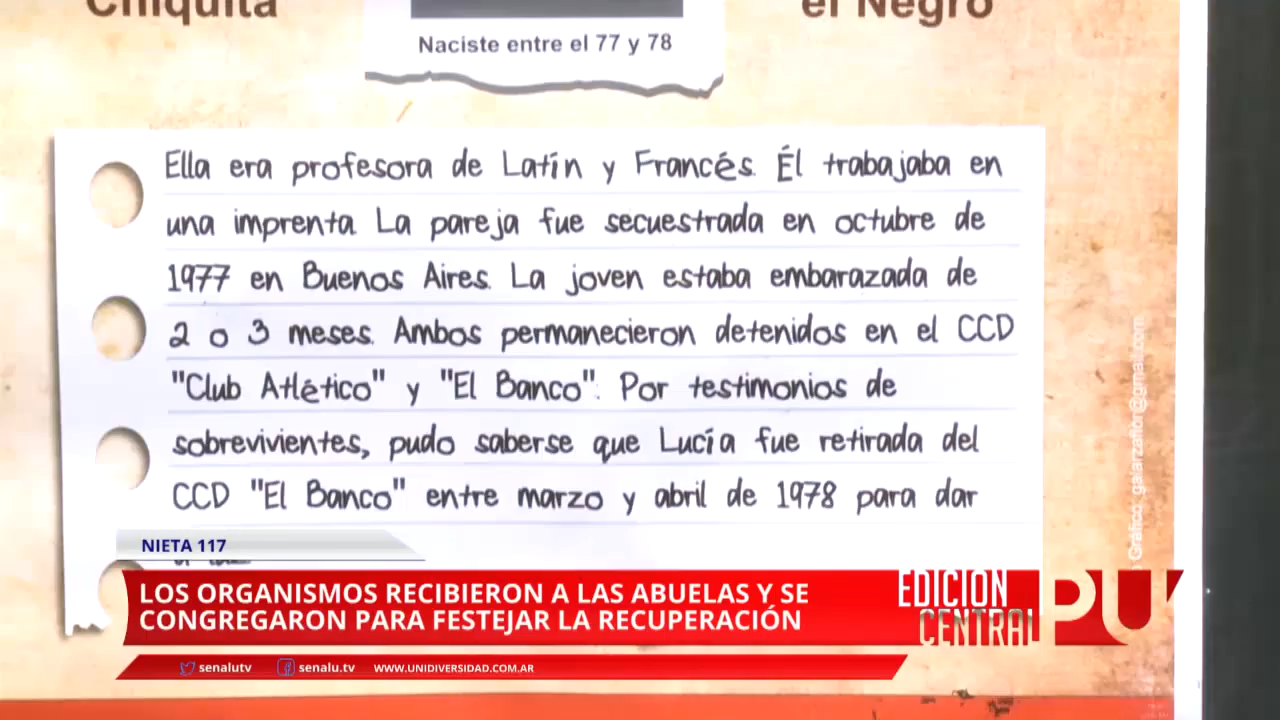 Chiquita
el Negro
Naciste entre el 77 y 78
Ella era profesora de Latín y Francés. Él trabajaba en
una imprenta. La pareja fue secuestrada en octubre de
1977 en Buenos Aires. La joven estaba embarazada de
2 o 3 meses. Ambos permanecieron detenidos en el CCD
"Club Atlético" y "El Banco". Por testimonios de
sobrevivientes, pudo saberse que Lucía fue retirada del
CCD "El Banco" entre marzo y abril de 1978 para dar
Gráfico galarzaflor@gmail.com
NIETA 117
LOS ORGANISMOS RECIBIERON A LAS ABUELAS Y SE
CONGREGARON PARA FESTEJAR LA RECUPERACIÓN
EDICION
CENTRAL
senalutv senalu.tv WWW.UNIDIVERSIDAD.COM.AR